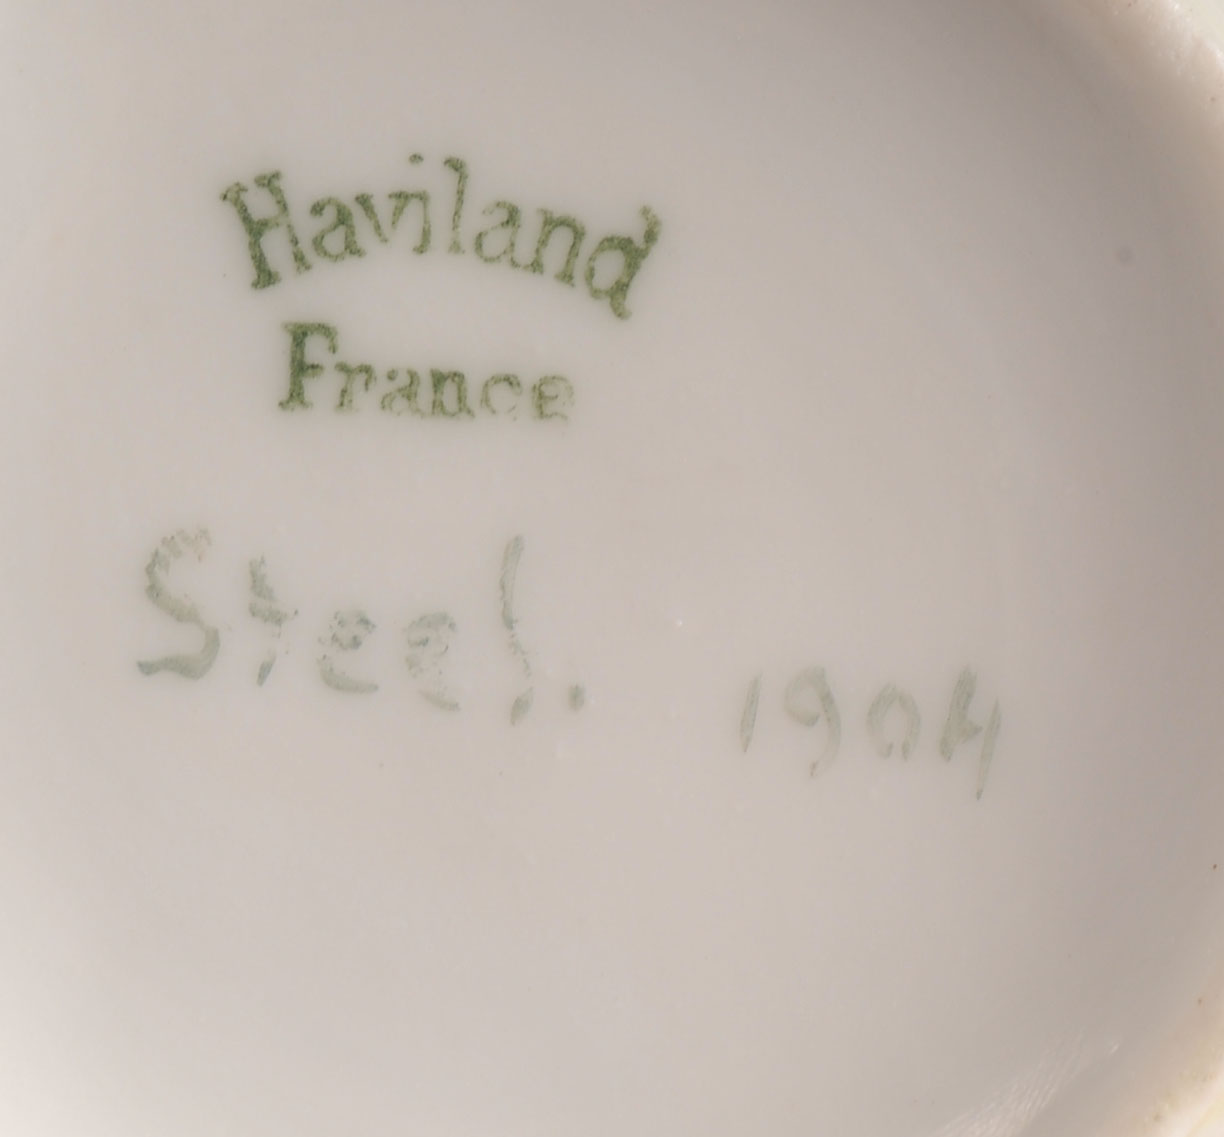 Haviland
France
Steel. 1904